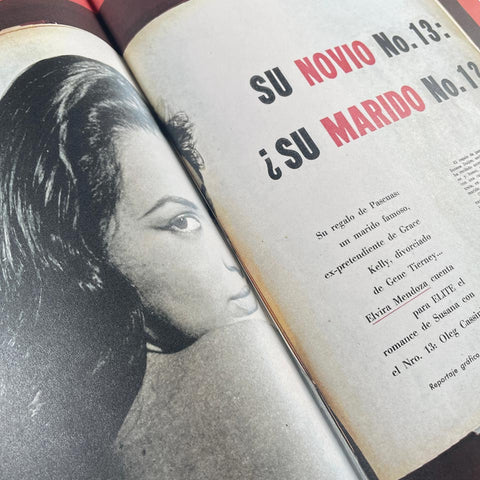 SU NOVIO No. 13:
¿SU MARIDO No. 1?
Su regalo de Pascuas:
un marido famoso,
ex-pretendiente de Grace
Kelly, divorciado
de Gene Tierney...
Elvira Mendoza cuenta
para ELITE el
romance de Susana con
el Nro. 13: Oleg Cassin
Reportaje gráfico